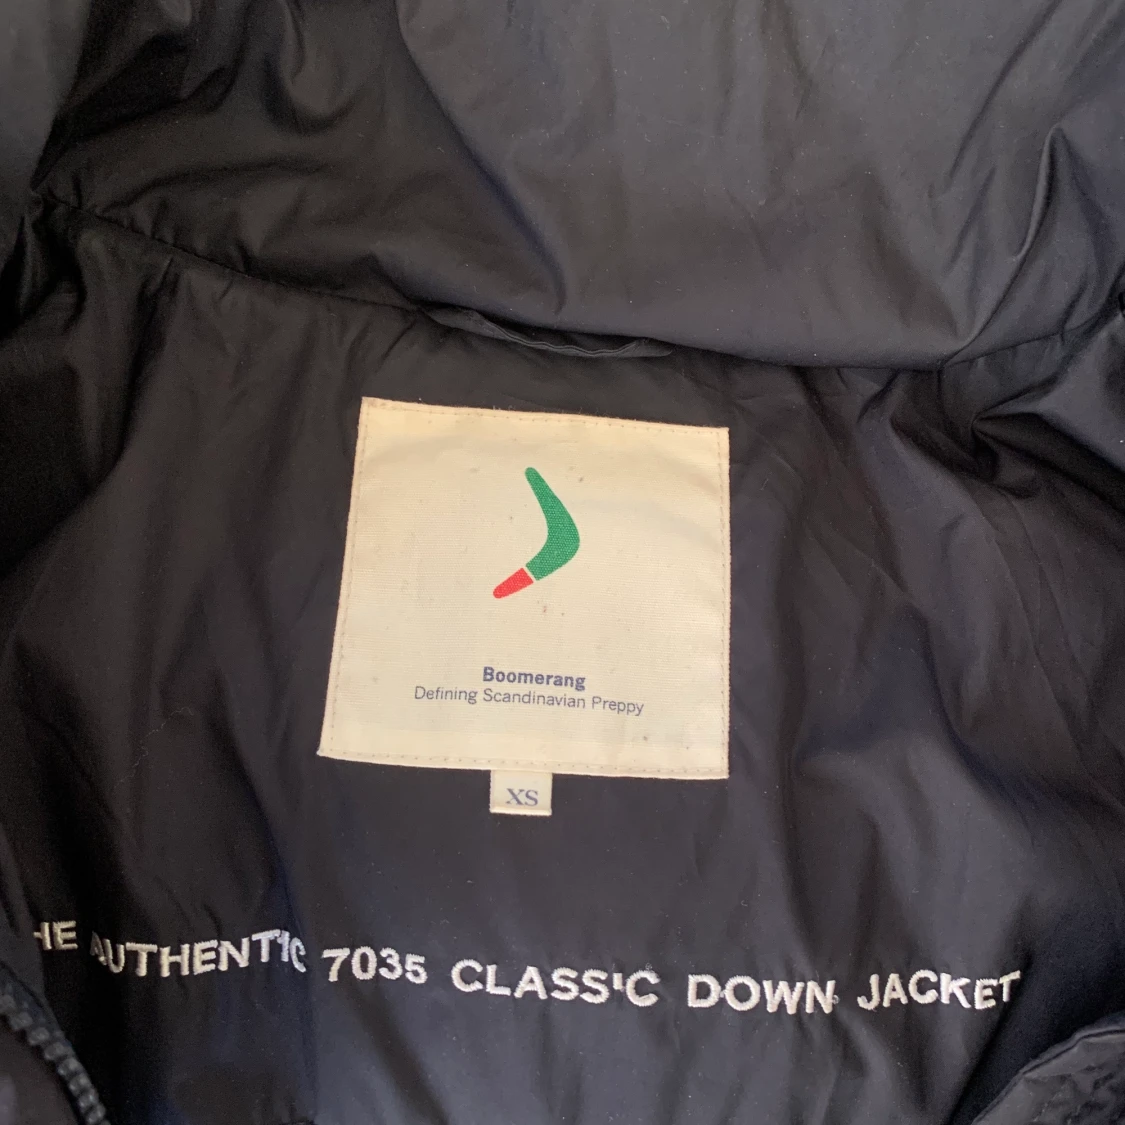 Boomerang
Defining Scandinavian Preppy
XS
HE AUTHENTIC 7035 CLASSIC DOWN JACKET